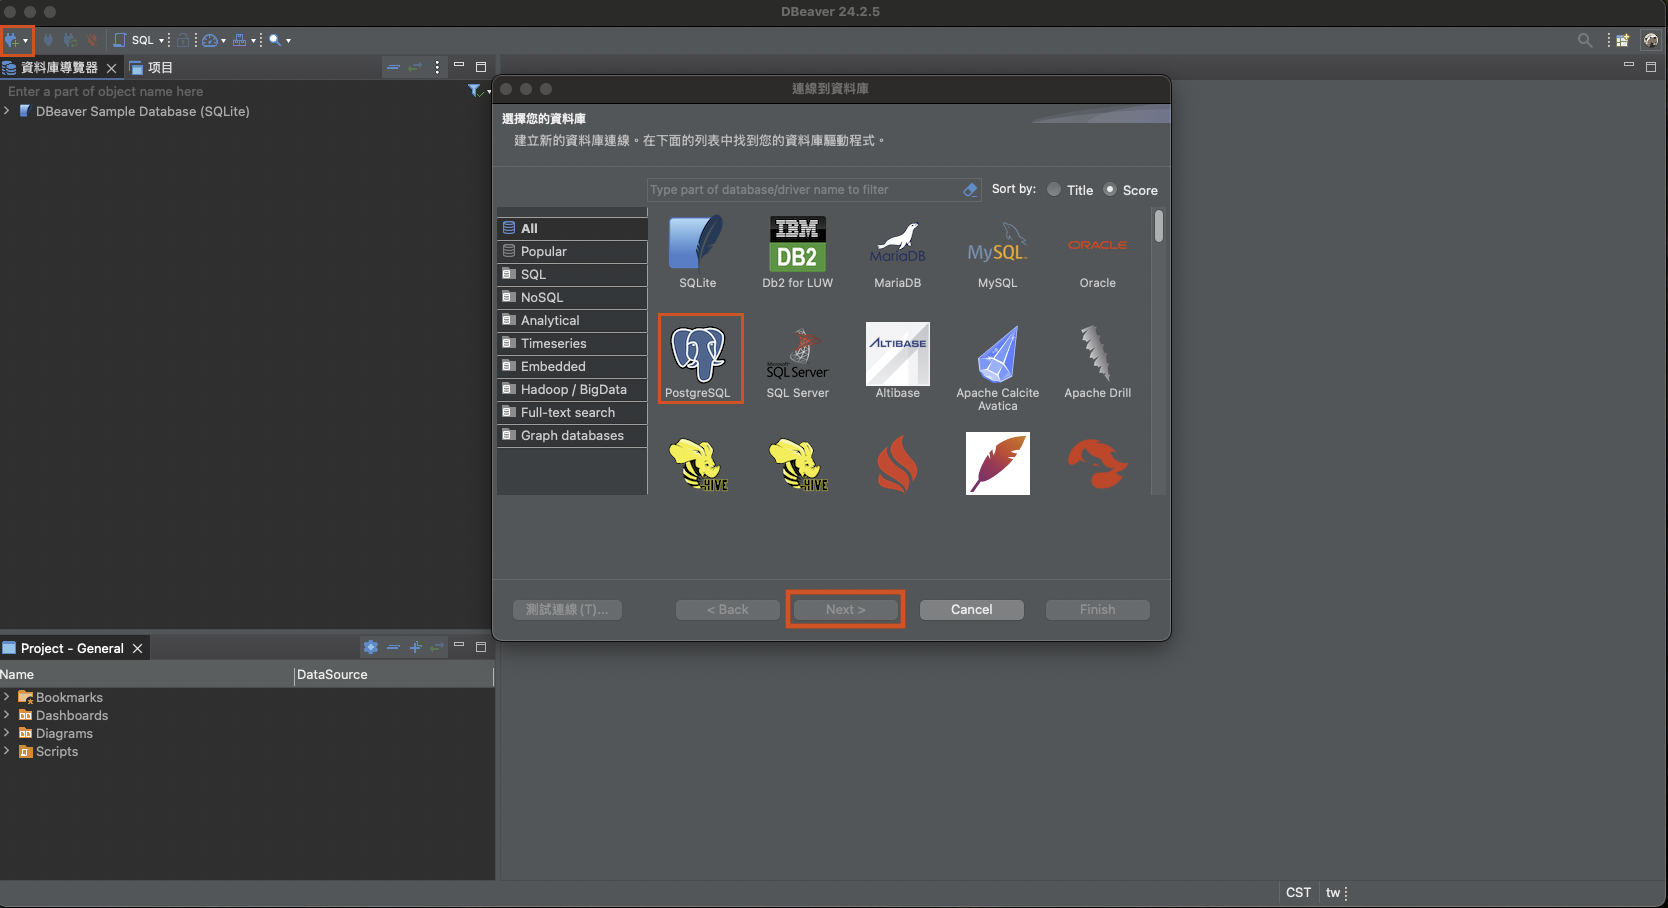 DBeaver 24.2.5
SQL
資料庫導覽器
项目
Enter a part of object name here
DBeaver Sample Database (SQLite)
連線到資料庫
選擇您的資料庫
建立新的資料庫連線。在下面的列表中找到您的資料庫驅動程式。
Type part of database/driver name to filter
Sort by:
Title
Score
All
Popular
SQL
NoSQL
Analytical
Timeseries
Embedded
Hadoop / BigData
Full-text search
Graph databases
SQLite
IBM
DB2
Db2 for LUW
MariaDB
MariaDB
MySQL
MySQL
ORACLE
Oracle
PostgreSQL
Microsoft
SQL Server
SQL Server
ALTIBASE
Altibase
Apache Calcite
Avatica
Apache Drill
HIVE
HIVE
測試連線 (T)...
< Back
Next >
Cancel
Finish
Project - General
Name
DataSource
Bookmarks
Dashboards
Diagrams
Scripts
CST
tw